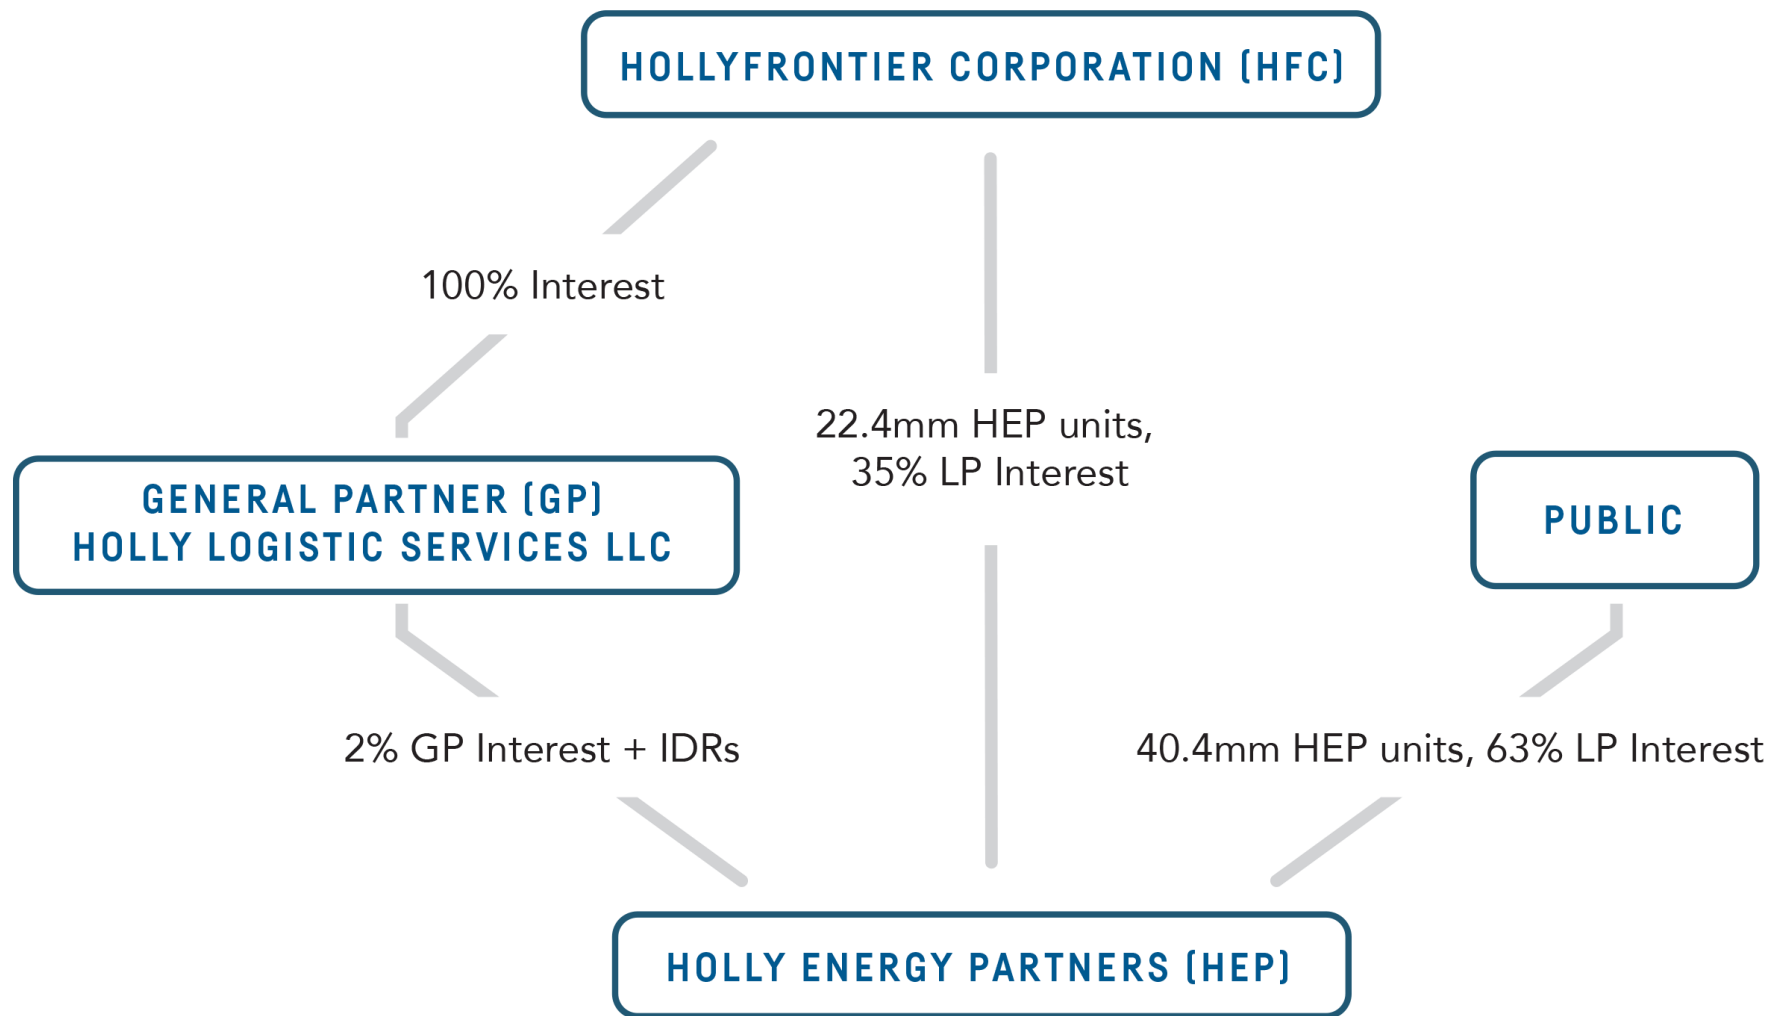 HOLLYFRONTIER CORPORATION (HFC)
100% Interest
22.4mm HEP units,
35% LP Interest
GENERAL PARTNER (GP)
HOLLY LOGISTIC SERVICES LLC
PUBLIC
2% GP Interest + IDRs
40.4mm HEP units, 63% LP Interest
HOLLY ENERGY PARTNERS (HEP)